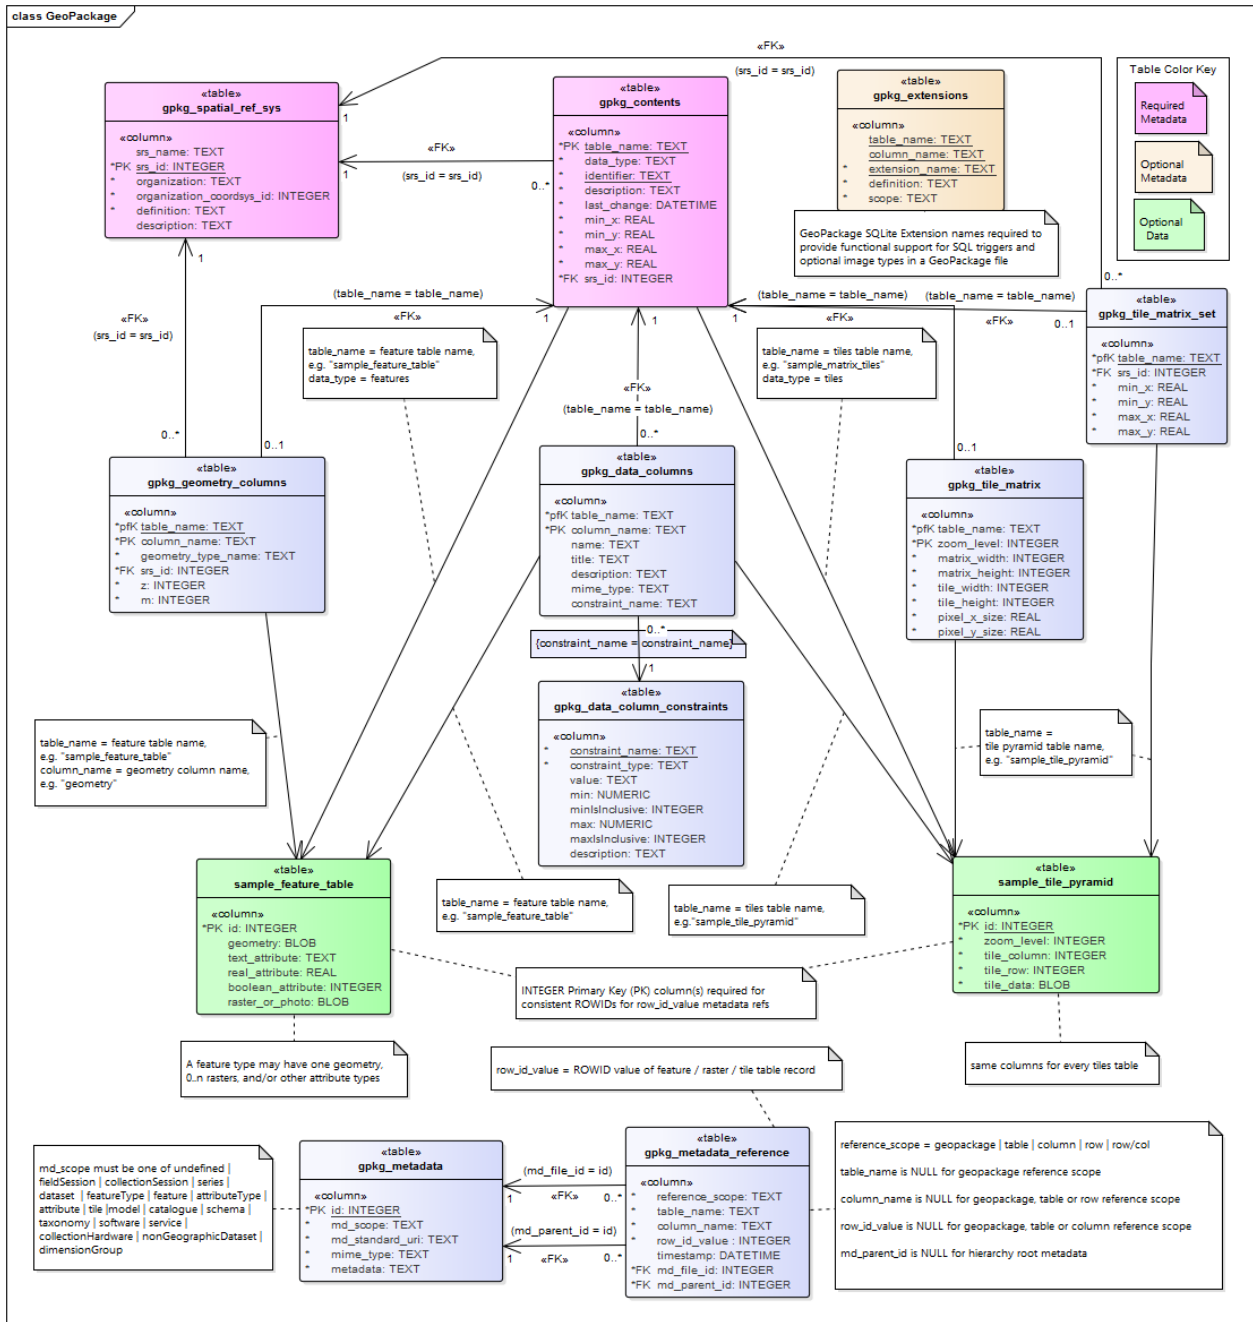 class GeoPackage
«FK»
(srs_id = srs_id)
1
0..*
Table Color Key
Required
Metadata
Optional
Metadata
Optional
Data
«table»
gpkg_spatial_ref_sys
«column»
srs_name: TEXT
*PK srs_id: INTEGER
* organization: TEXT
* organization_coordsys_id: INTEGER
* definition: TEXT
description: TEXT
«FK»
(srs_id = srs_id)
1
0..*
«table»
gpkg_contents
«column»
*PK table_name: TEXT
* data_type: TEXT
* identifier: TEXT
* description: TEXT
* last_change: DATETIME
* min_x: REAL
* min_y: REAL
* max_x: REAL
* max_y: REAL
*FK srs_id: INTEGER
«table»
gpkg_extensions
«column»
* table_name: TEXT
* column_name: TEXT
* extension_name: TEXT
* definition: TEXT
* scope: TEXT
GeoPackage SQLite Extension names required to
provide functional support for SQL triggers and
optional image types in a GeoPackage file
1
«FK»
(srs_id = srs_id)
0..*
(table_name = table_name)
«FK»
1
0..1
table_name = feature table name,
e.g. "sample_feature_table"
data_type = features
1
«FK»
(table_name = table_name)
0..*
(table_name = table_name)
1
«FK»
0..1
table_name = tiles table name,
e.g. "sample_matrix_tiles"
data_type = tiles
(table_name = table_name)
«FK»
0..1
«table»
gpkg_tile_matrix_set
«column»
*pfK table_name: TEXT
*FK srs_id: INTEGER
* min_x: REAL
* min_y: REAL
* max_x: REAL
* max_y: REAL
«table»
gpkg_geometry_columns
«column»
*pfK table_name: TEXT
*PK column_name: TEXT
* geometry_type_name: TEXT
*FK srs_id: INTEGER
* z: INTEGER
* m: INTEGER
«table»
gpkg_data_columns
«column»
*pfK table_name: TEXT
*PK column_name: TEXT
name: TEXT
title: TEXT
description: TEXT
mime_type: TEXT
constraint_name: TEXT
«table»
gpkg_tile_matrix
«column»
*pfK table_name: TEXT
*PK zoom_level: INTEGER
* matrix_width: INTEGER
* matrix_height: INTEGER
* tile_width: INTEGER
* tile_height: INTEGER
* pixel_x_size: REAL
* pixel_y_size: REAL
0..*
{constraint_name = constraint_name}
1
«table»
gpkg_data_column_constraints
«column»
* constraint_name: TEXT
* constraint_type: TEXT
value: TEXT
min: NUMERIC
minIsInclusive: INTEGER
max: NUMERIC
maxIsInclusive: INTEGER
description: TEXT
table_name = feature table name,
e.g. "sample_feature_table"
column_name = geometry column name,
e.g. "geometry"
table_name =
tile pyramid table name,
e.g. "sample_tile_pyramid"
«table»
sample_feature_table
«column»
*PK id: INTEGER
geometry: BLOB
text_attribute: TEXT
real_attribute: REAL
boolean_attribute: INTEGER
raster_or_photo: BLOB
table_name = feature table name,
e.g. "sample_feature_table"
table_name = tiles table name,
e.g."sample_tile_pyramid"
«table»
sample_tile_pyramid
«column»
*PK id: INTEGER
* zoom_level: INTEGER
* tile_column: INTEGER
* tile_row: INTEGER
* tile_data: BLOB
INTEGER Primary Key (PK) column(s) required for
consistent ROWIDs for row_id_value metadata refs
A feature type may have one geometry,
0..n rasters, and/or other attribute types
row_id_value = ROWID value of feature / raster / tile table record
same columns for every tiles table
md_scope must be one of undefined |
fieldSession | collectionSession | series |
dataset | featureType | feature | attributeType |
attribute | tile |model | catalogue | schema |
taxonomy | software | service |
collectionHardware | nonGeographicDataset |
dimensionGroup
«table»
gpkg_metadata
«column»
*PK id: INTEGER
* md_scope: TEXT
* md_standard_uri: TEXT
* mime_type: TEXT
* metadata: TEXT
(md_file_id = id)
1
«FK»
0..*
(md_parent_id = id)
1
«FK»
0..*
«table»
gpkg_metadata_reference
«column»
* reference_scope: TEXT
* table_name: TEXT
* column_name: TEXT
* row_id_value : INTEGER
timestamp: DATETIME
*FK md_file_id: INTEGER
*FK md_parent_id: INTEGER
reference_scope = geopackage | table | column | row | row/col
table_name is NULL for geopackage reference scope
column_name is NULL for geopackage, table or row reference scope
row_id_value is NULL for geopackage, table or column reference scope
md_parent_id is NULL for hierarchy root metadata